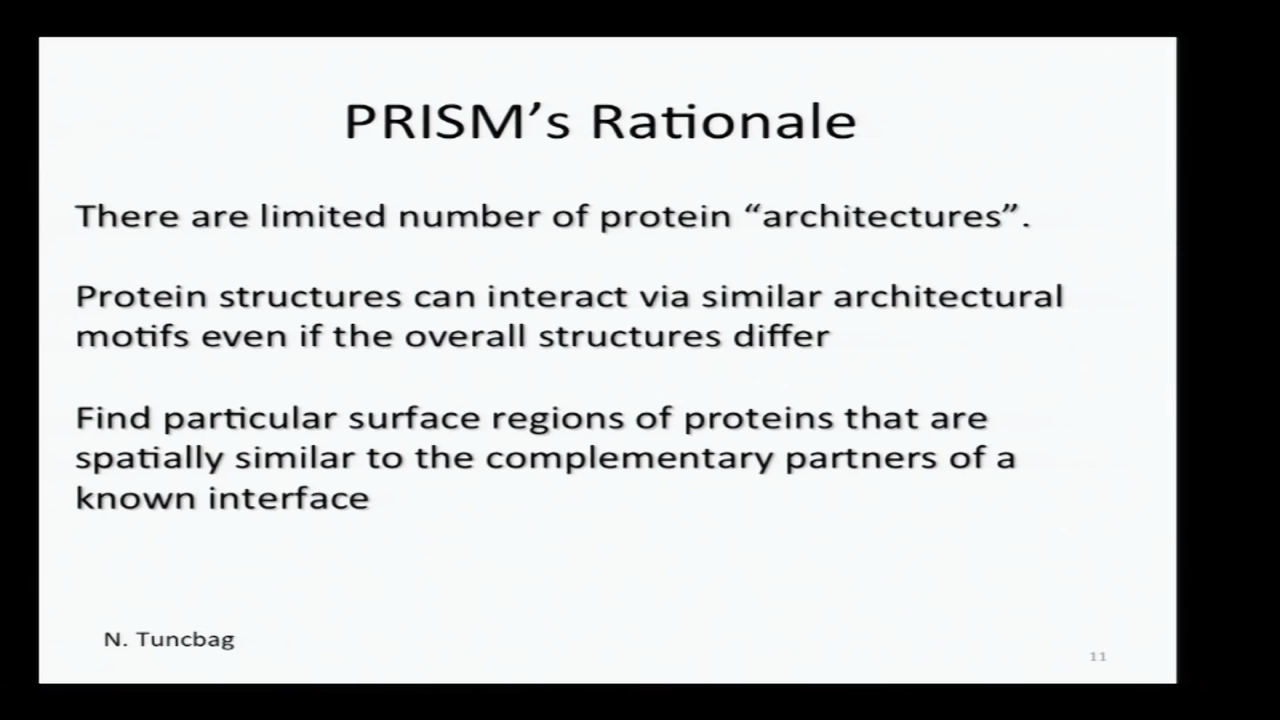 PRISM’s Rationale
There are limited number of protein “architectures”.
Protein structures can interact via similar architectural
motifs even if the overall structures differ
Find particular surface regions of proteins that are
spatially similar to the complementary partners of a
known interface
N. Tuncbag
11